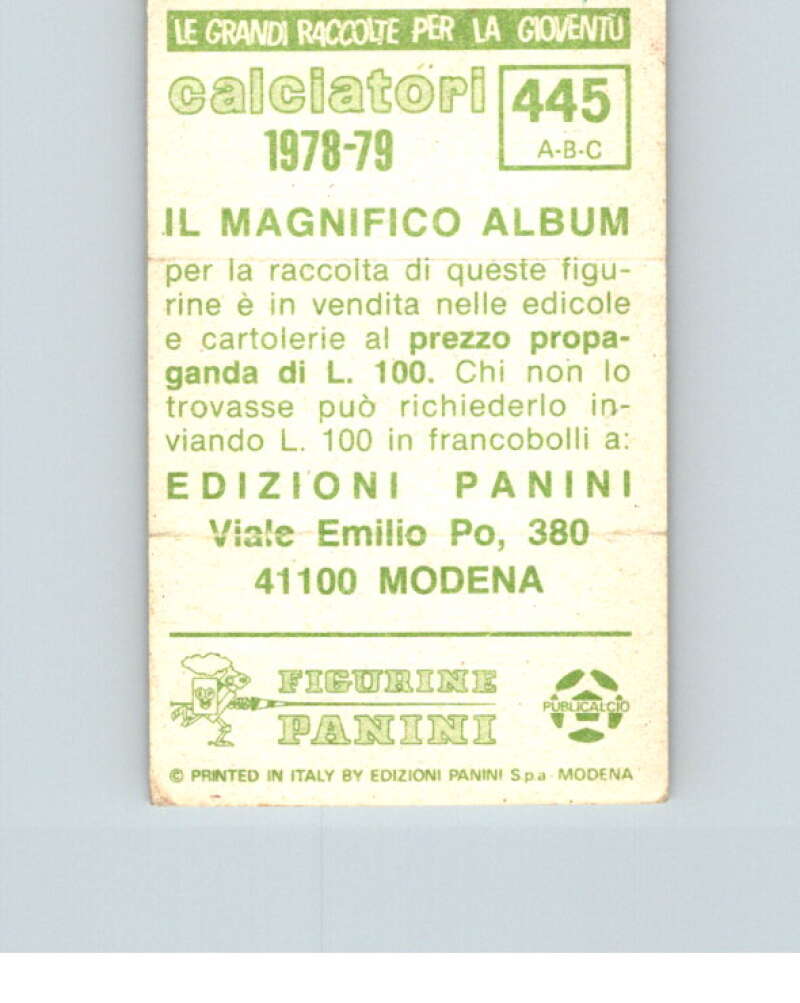 LE GRANDI RACCOLTE PER LA GIOVENTÙ
calciatori
1978-79
445
A-B-C
IL MAGNIFICO ALBUM
per la raccolta di queste figu-
rine è in vendita nelle edicole
e cartolerie al prezzo propa-
ganda di L. 100. Chi non lo
trovasse può richiederlo in-
viando L. 100 in francobolli a:
EDIZIONI PANINI
Viale Emilio Po, 380
41100 MODENA
FIGURINE
PANINI
PUBLICALCIO
© PRINTED IN ITALY BY EDIZIONI PANINI S.p.a. MODENA